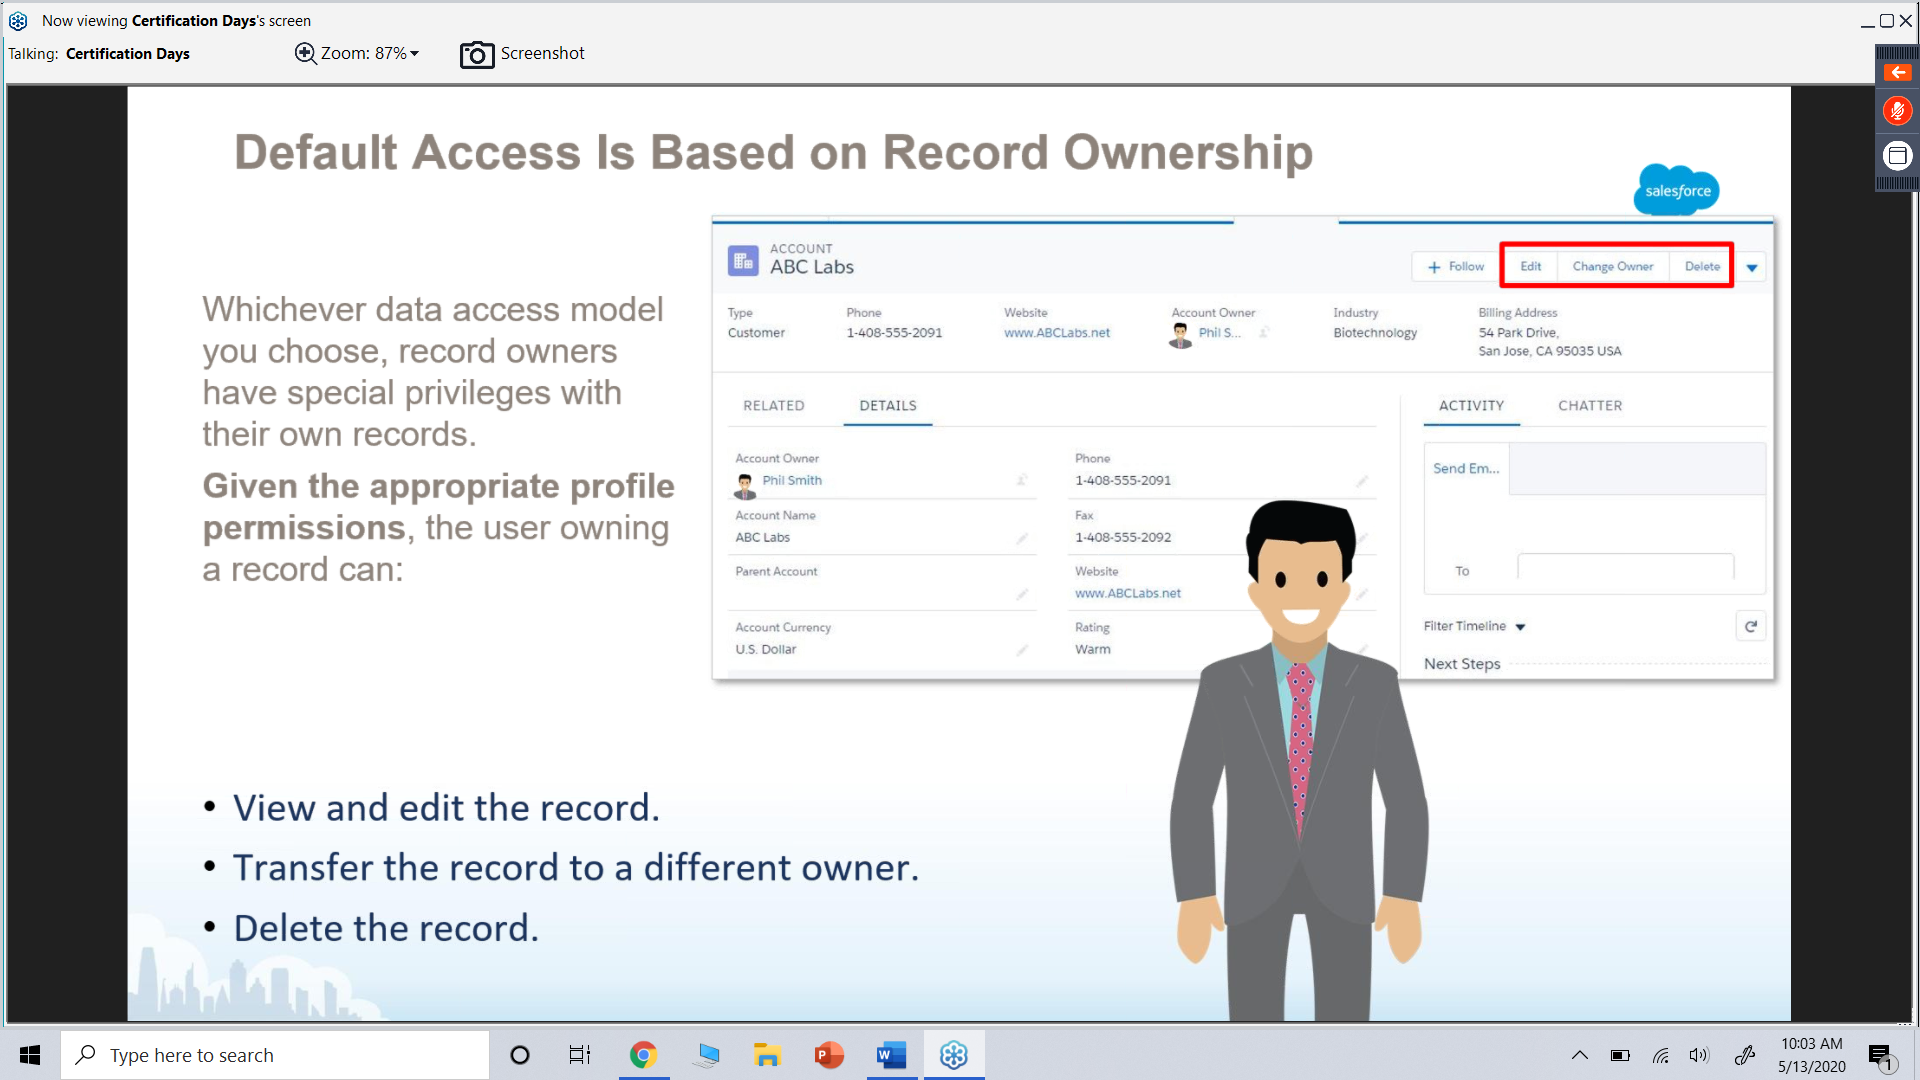 Now viewing Certification Days's screen
Talking: Certification Days
Zoom: 87%
Screenshot
Default Access Is Based on Record Ownership
salesforce
Whichever data access model
you choose, record owners
have special privileges with
their own records.
Given the appropriate profile
permissions, the user owning
a record can:
ACCOUNT
ABC Labs
+ Follow
Edit
Change Owner
Delete
Type
Customer
Phone
1-408-555-2091
Website
www.ABCLabs.net
Account Owner
Phil S...
Industry
Biotechnology
Billing Address
54 Park Drive,
San Jose, CA 95035 USA
RELATED
DETAILS
Account Owner
Phil Smith
Phone
1-408-555-2091
Account Name
ABC Labs
Fax
1-408-555-2092
Parent Account
Website
www.ABCLabs.net
Account Currency
U.S. Dollar
Rating
Warm
ACTIVITY
CHATTER
Send Em...
To
Filter Timeline
Next Steps
• View and edit the record.
• Transfer the record to a different owner.
• Delete the record.
Type here to search
P
W
10:03 AM
5/13/2020
1